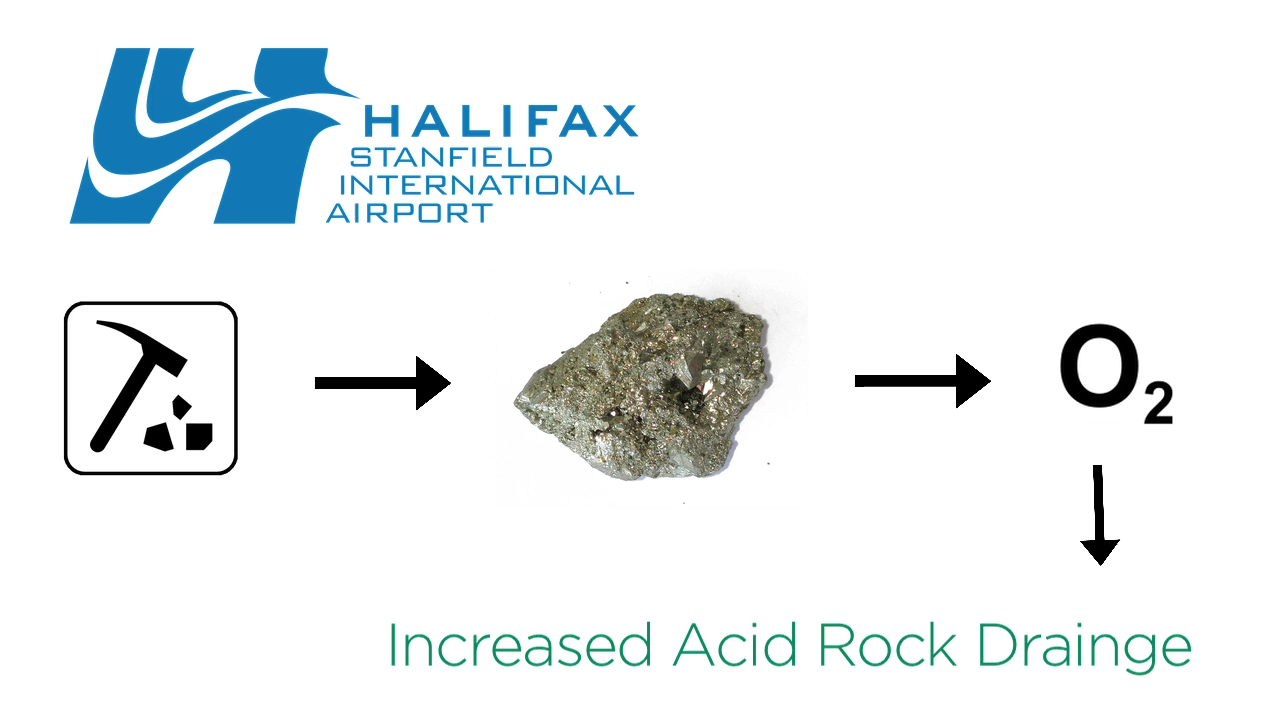 HALIFAX
STANFIELD
INTERNATIONAL
AIRPORT
O₂
Increased Acid Rock Drainge